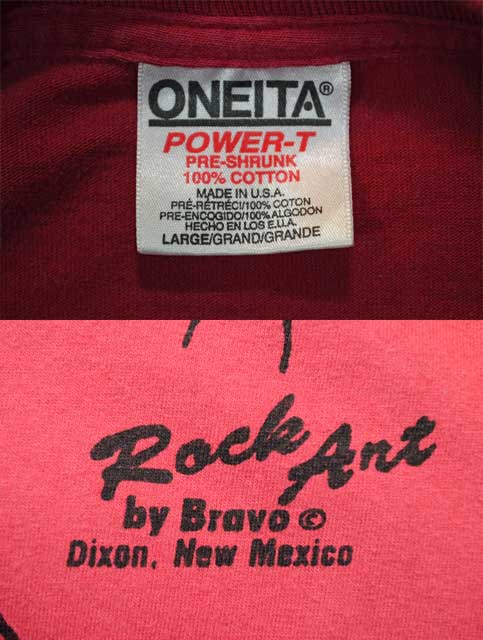 ONEITA®
POWER-T
PRE-SHRUNK
100% COTTON
MADE IN U.S.A.
PRÉ-RÉTRÉCI/100% COTON
PRE-ENCOGIDO/100% ALGODON
HECHO EN LOS E.U.A.
LARGE/GRAND/GRANDE
Rock Art
by Bravo ©
Dixon, New Mexico